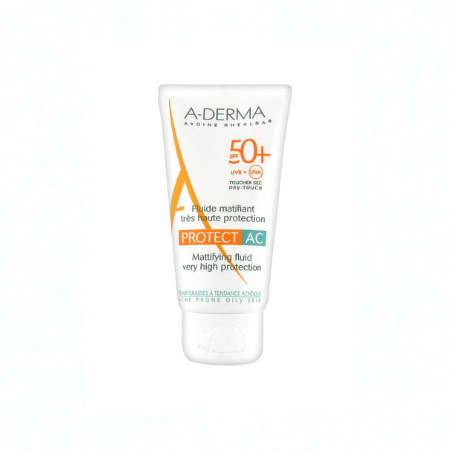 A-DERMA
AVOINE RHEALBA®
SPF 50+
UVB + UVA
TOUCHER SEC
DRY-TOUCH
Fluide matifiant
très haute protection
PROTECT AC
Mattifying fluid
very high protection
PEAUX GRASSES À TENDANCE ACNÉIQUE
ACNE-PRONE OILY SKIN